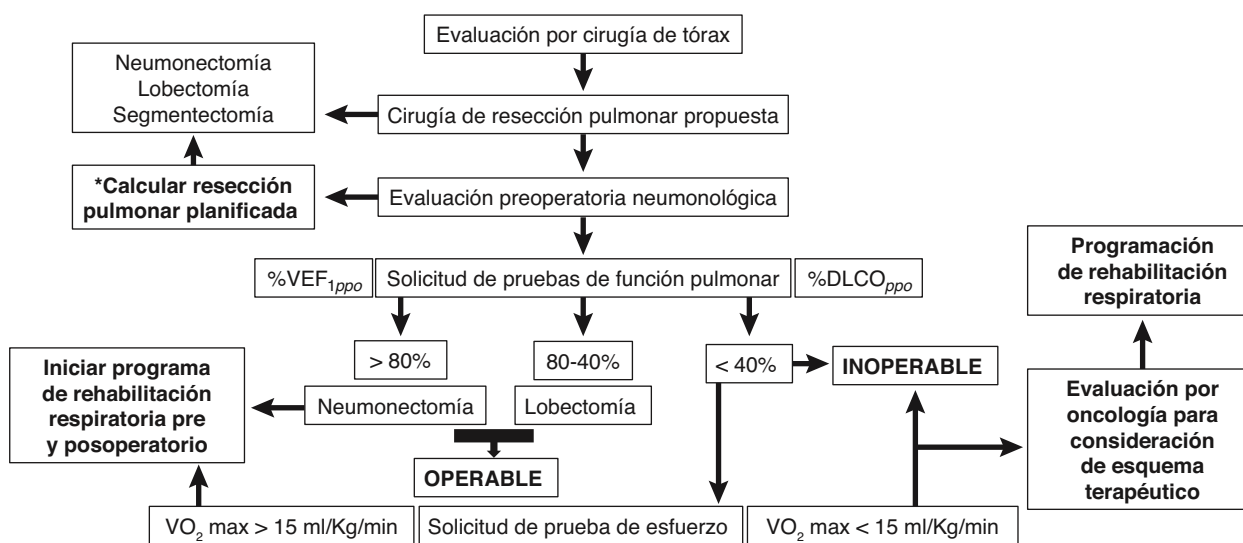 Evaluación por cirugía de tórax
Neumonectomía
Lobectomía
Segmentectomía
Cirugía de resección pulmonar propuesta
*Calcular resección
pulmonar planificada
Evaluación preoperatoria neumonológica
%VEF1ppo
Solicitud de pruebas de función pulmonar
%DLCOppo
Programación
de rehabilitación
respiratoria
> 80%
80-40%
< 40%
INOPERABLE
Iniciar programa
de rehabilitación
respiratoria pre
y posoperatorio
Neumonectomía
Lobectomía
Evaluación por
oncología para
consideración
de esquema
terapéutico
OPERABLE
VO2 max > 15 ml/Kg/min
Solicitud de prueba de esfuerzo
VO2 max < 15 ml/Kg/min